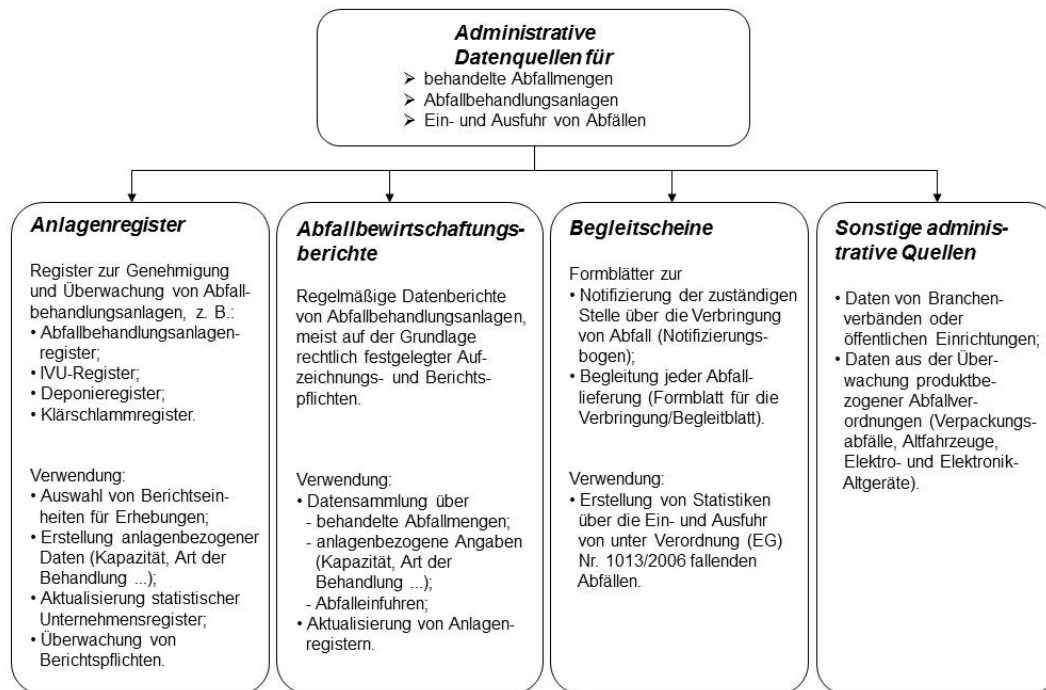 Administrative
Datenquellen für
➢ behandelte Abfallmengen
➢ Abfallbehandlungsanlagen
➢ Ein- und Ausfuhr von Abfällen
Anlagenregister
Register zur Genehmigung
und Überwachung von Abfall-
behandlungsanlagen, z. B.:
• Abfallbehandlungsanlagen-
register;
• IVU-Register;
• Deponieregister;
• Klärschlammregister.
Verwendung:
• Auswahl von Berichtsein-
heiten für Erhebungen;
• Erstellung anlagenbezogener
Daten (Kapazität, Art der
Behandlung ...);
• Aktualisierung statistischer
Unternehmensregister;
• Überwachung von
Berichtspflichten.
Abfallbewirtschaftungs-
berichte
Regelmäßige Datenberichte
von Abfallbehandlungsanlagen,
meist auf der Grundlage
rechtlich festgelegter Auf-
zeichnungs- und Berichts-
pflichten.
Verwendung:
• Datensammlung über
- behandelte Abfallmengen;
- anlagenbezogene Angaben
(Kapazität, Art der
Behandlung ...);
- Abfalleinfuhren;
• Aktualisierung von Anlagen-
registern.
Begleitscheine
Formblätter zur
• Notifizierung der zuständigen
Stelle über die Verbringung
von Abfall (Notifizierungs-
bogen);
• Begleitung jeder Abfall-
lieferung (Formblatt für die
Verbringung/Begleitblatt).
Verwendung:
• Erstellung von Statistiken
über die Ein- und Ausfuhr
von unter Verordnung (EG)
Nr. 1013/2006 fallenden
Abfällen.
Sonstige adminis-
trative Quellen
• Daten von Branchen-
verbänden oder
öffentlichen Einrichtungen;
• Daten aus der Über-
wachung produktbe-
zogener Abfallver-
ordnungen (Verpackungs-
abfälle, Altfahrzeuge,
Elektro- und Elektronik-
Altgeräte).